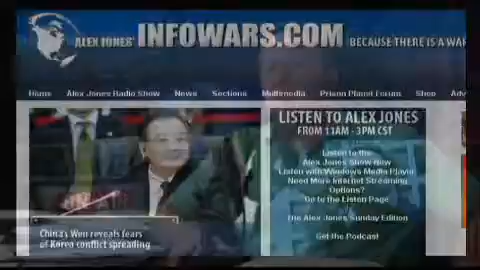 ALEX JONES' INFOWARS.COM BECAUSE THERE IS A WAR
Home Alex Jones Radio Show News Sections Multimedia Prison Planet Forum Shop Adv
LISTEN TO ALEX JONES
FROM 11AM - 3PM CST
Listen to the
Alex Jones Show Now
Listen with Windows Media Player
Need More Internet Streaming
Options?
Go to the Listen Page
The Alex Jones Sunday Edition
Get the Podcast
China's Wen reveals fears
of Korea conflict spreading